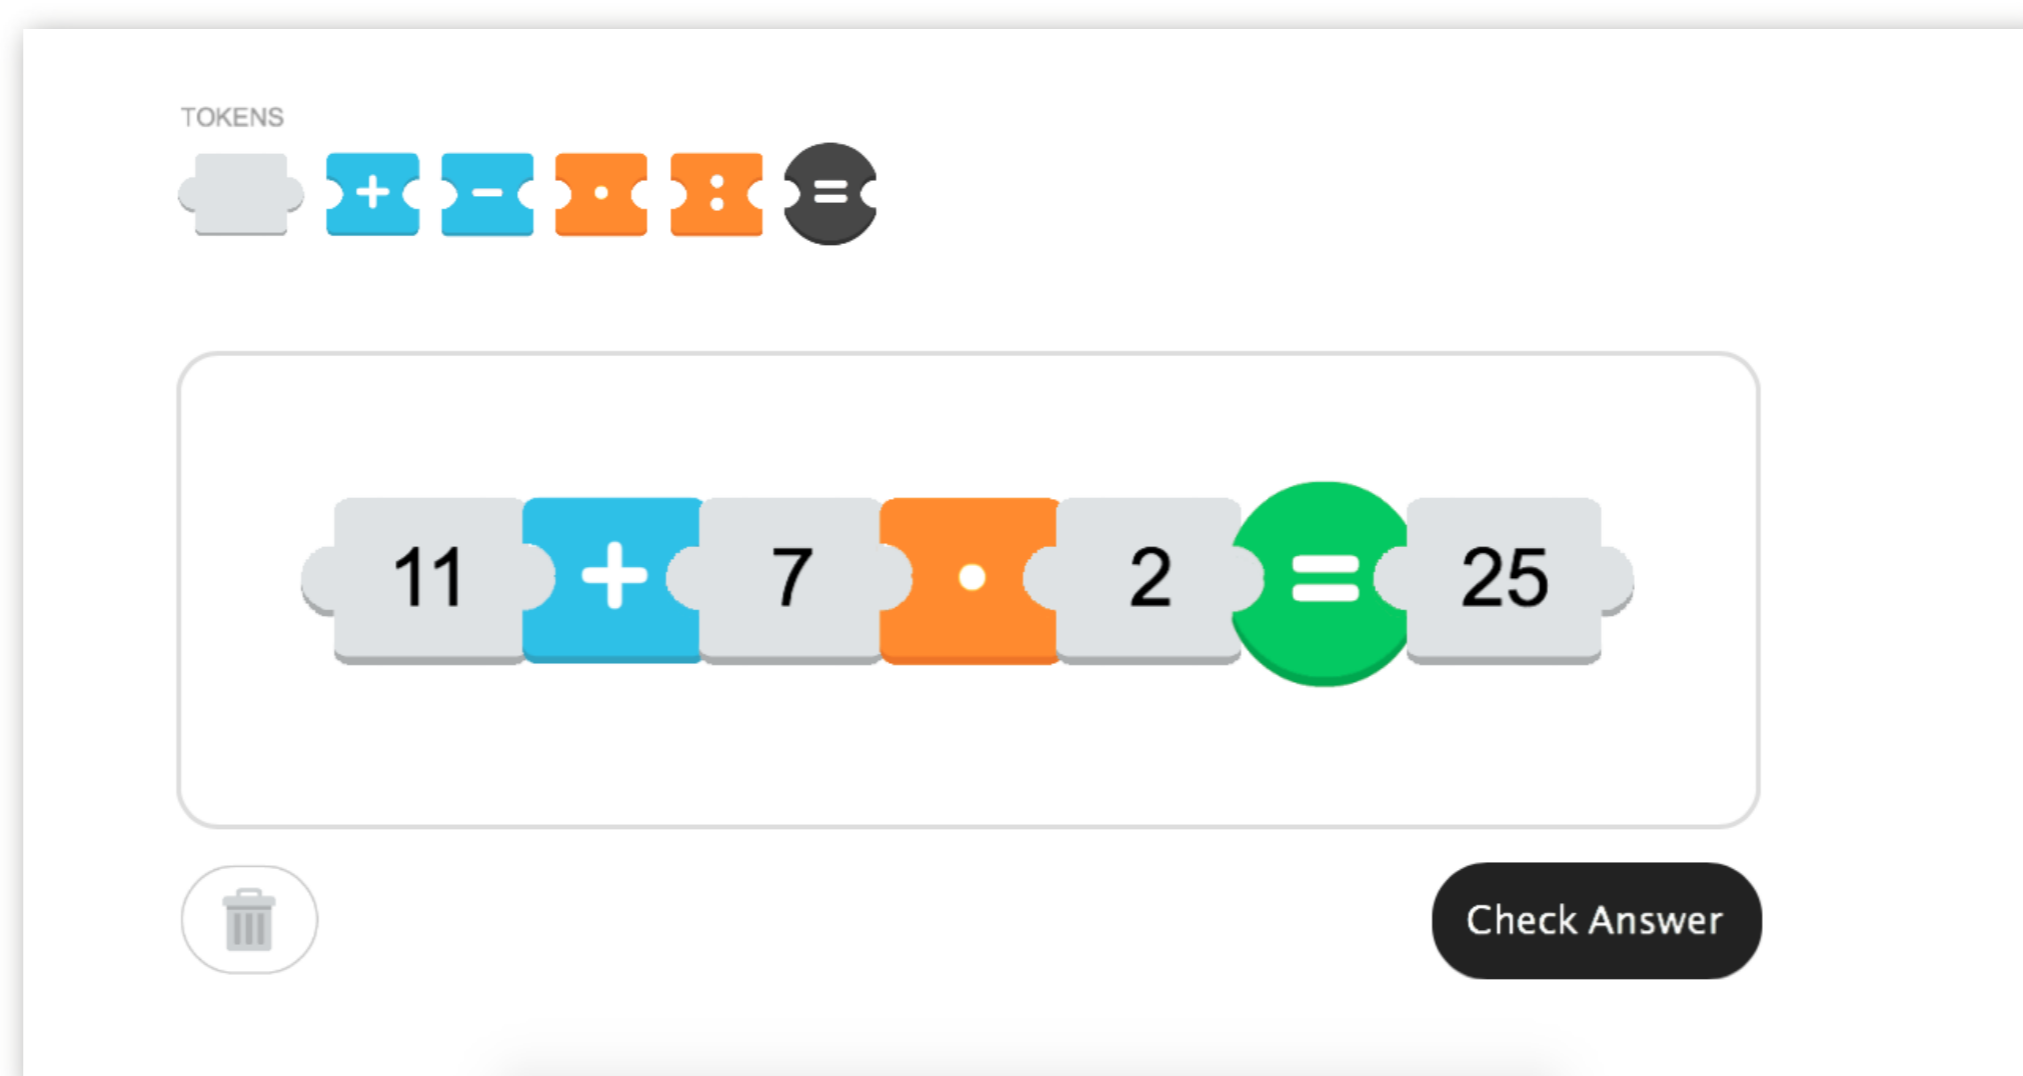 TOKENS
+ - · : =
11 + 7 · 2 = 25
Check Answer